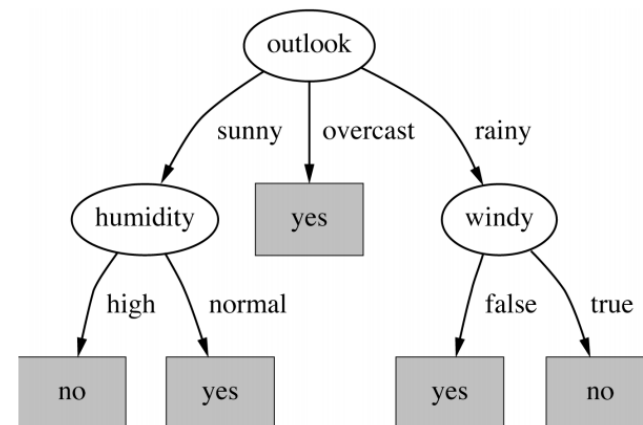 outlook
sunny overcast rainy
humidity yes windy
high normal false true
no yes yes no